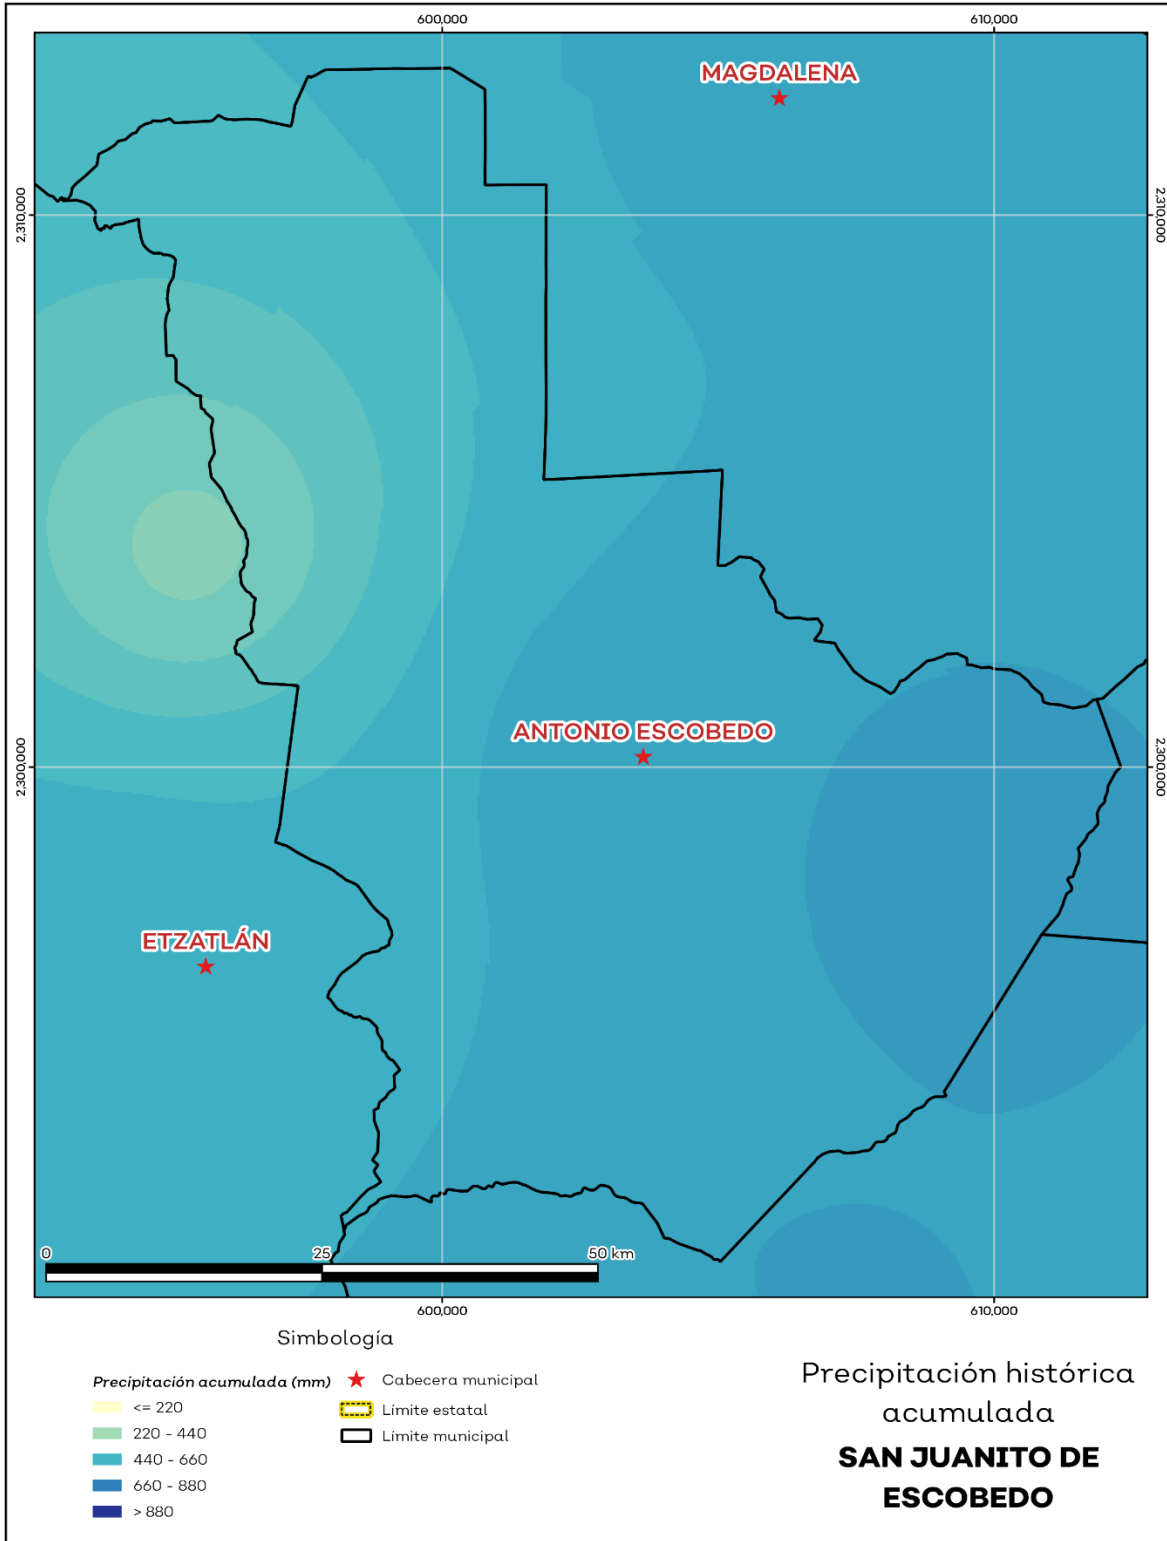 600,000
610,000
MAGDALENA
2,310,000
2,310,000
ANTONIO ESCOBEDO
2,300,000
2,300,000
ETZATLÁN
0
25
50 km
600,000
610,000
Simbología
Precipitación acumulada (mm)
<= 220
220 - 440
440 - 660
660 - 880
> 880
Cabecera municipal
Límite estatal
Límite municipal
Precipitación histórica
acumulada
SAN JUANITO DE
ESCOBEDO